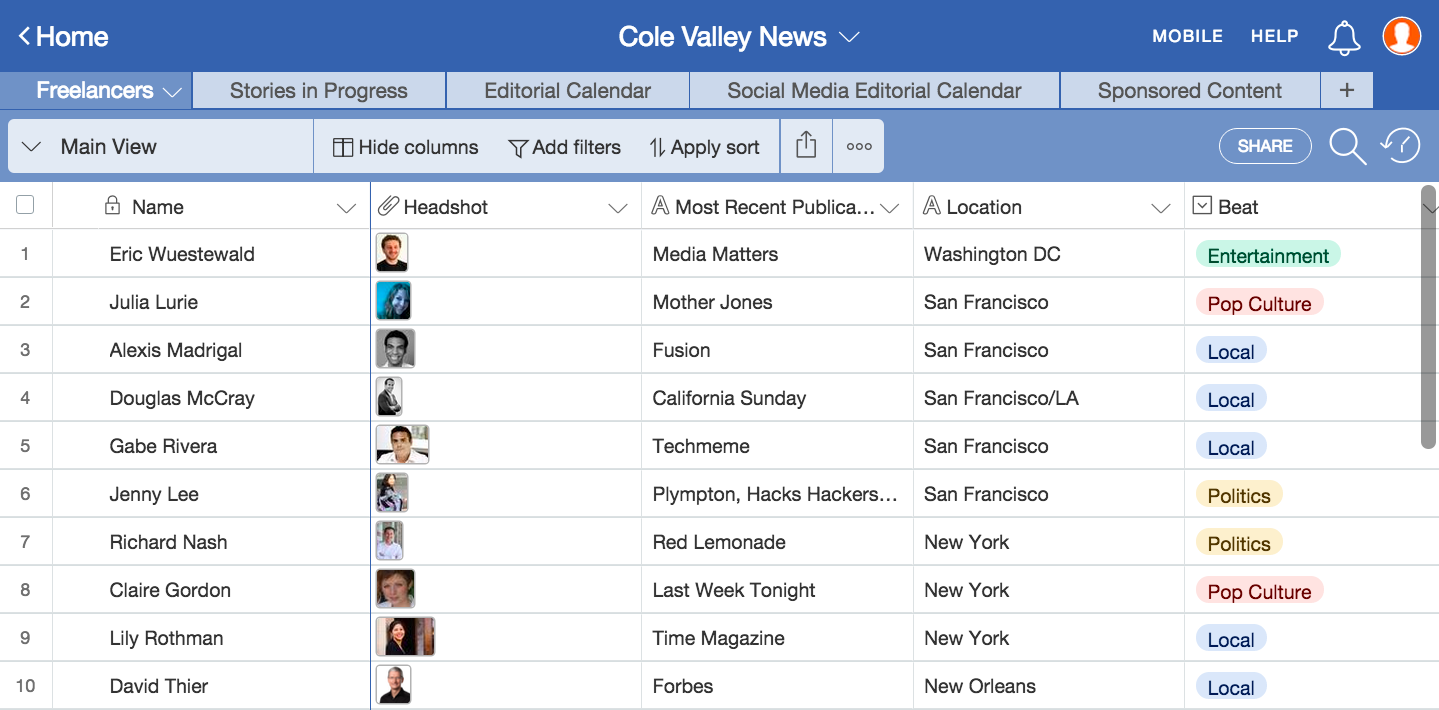 Home Cole Valley News MOBILE HELP
Freelancers Stories in Progress Editorial Calendar Social Media Editorial Calendar Sponsored Content +
Main View Hide columns Add filters Apply sort SHARE
Name Headshot A Most Recent Publica... A Location Beat
1 Eric Wuestewald Media Matters Washington DC Entertainment
2 Julia Lurie Mother Jones San Francisco Pop Culture
3 Alexis Madrigal Fusion San Francisco Local
4 Douglas McCray California Sunday San Francisco/LA Local
5 Gabe Rivera Techmeme San Francisco Local
6 Jenny Lee Plympton, Hacks Hackers... San Francisco Politics
7 Richard Nash Red Lemonade New York Politics
8 Claire Gordon Last Week Tonight New York Pop Culture
9 Lily Rothman Time Magazine New York Local
10 David Thier Forbes New Orleans Local